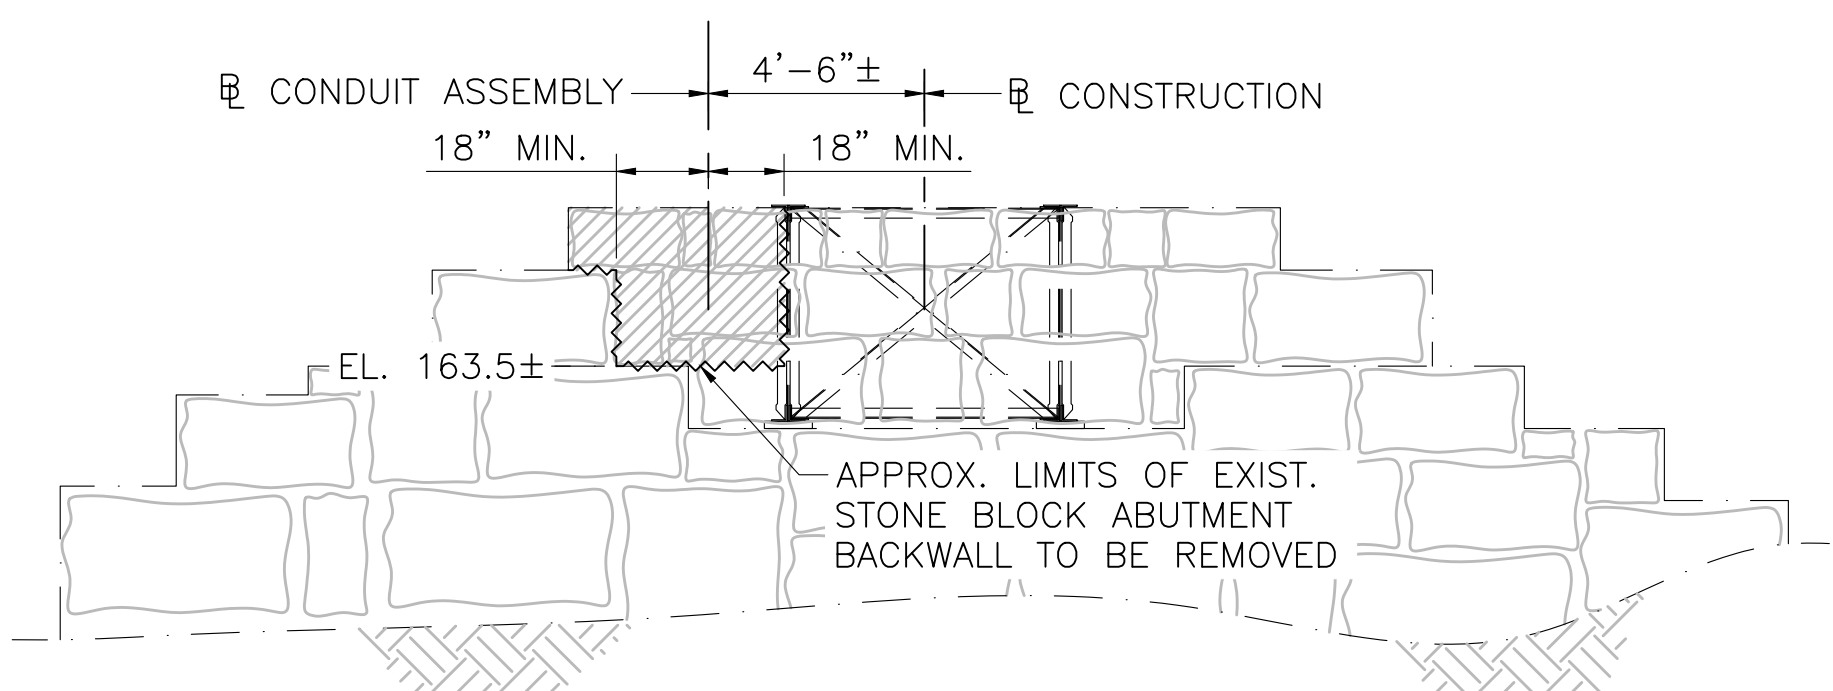 4'-6"±
℄ CONDUIT ASSEMBLY
℄ CONSTRUCTION
18" MIN.
18" MIN.
EL. 163.5±
APPROX. LIMITS OF EXIST.
STONE BLOCK ABUTMENT
BACKWALL TO BE REMOVED